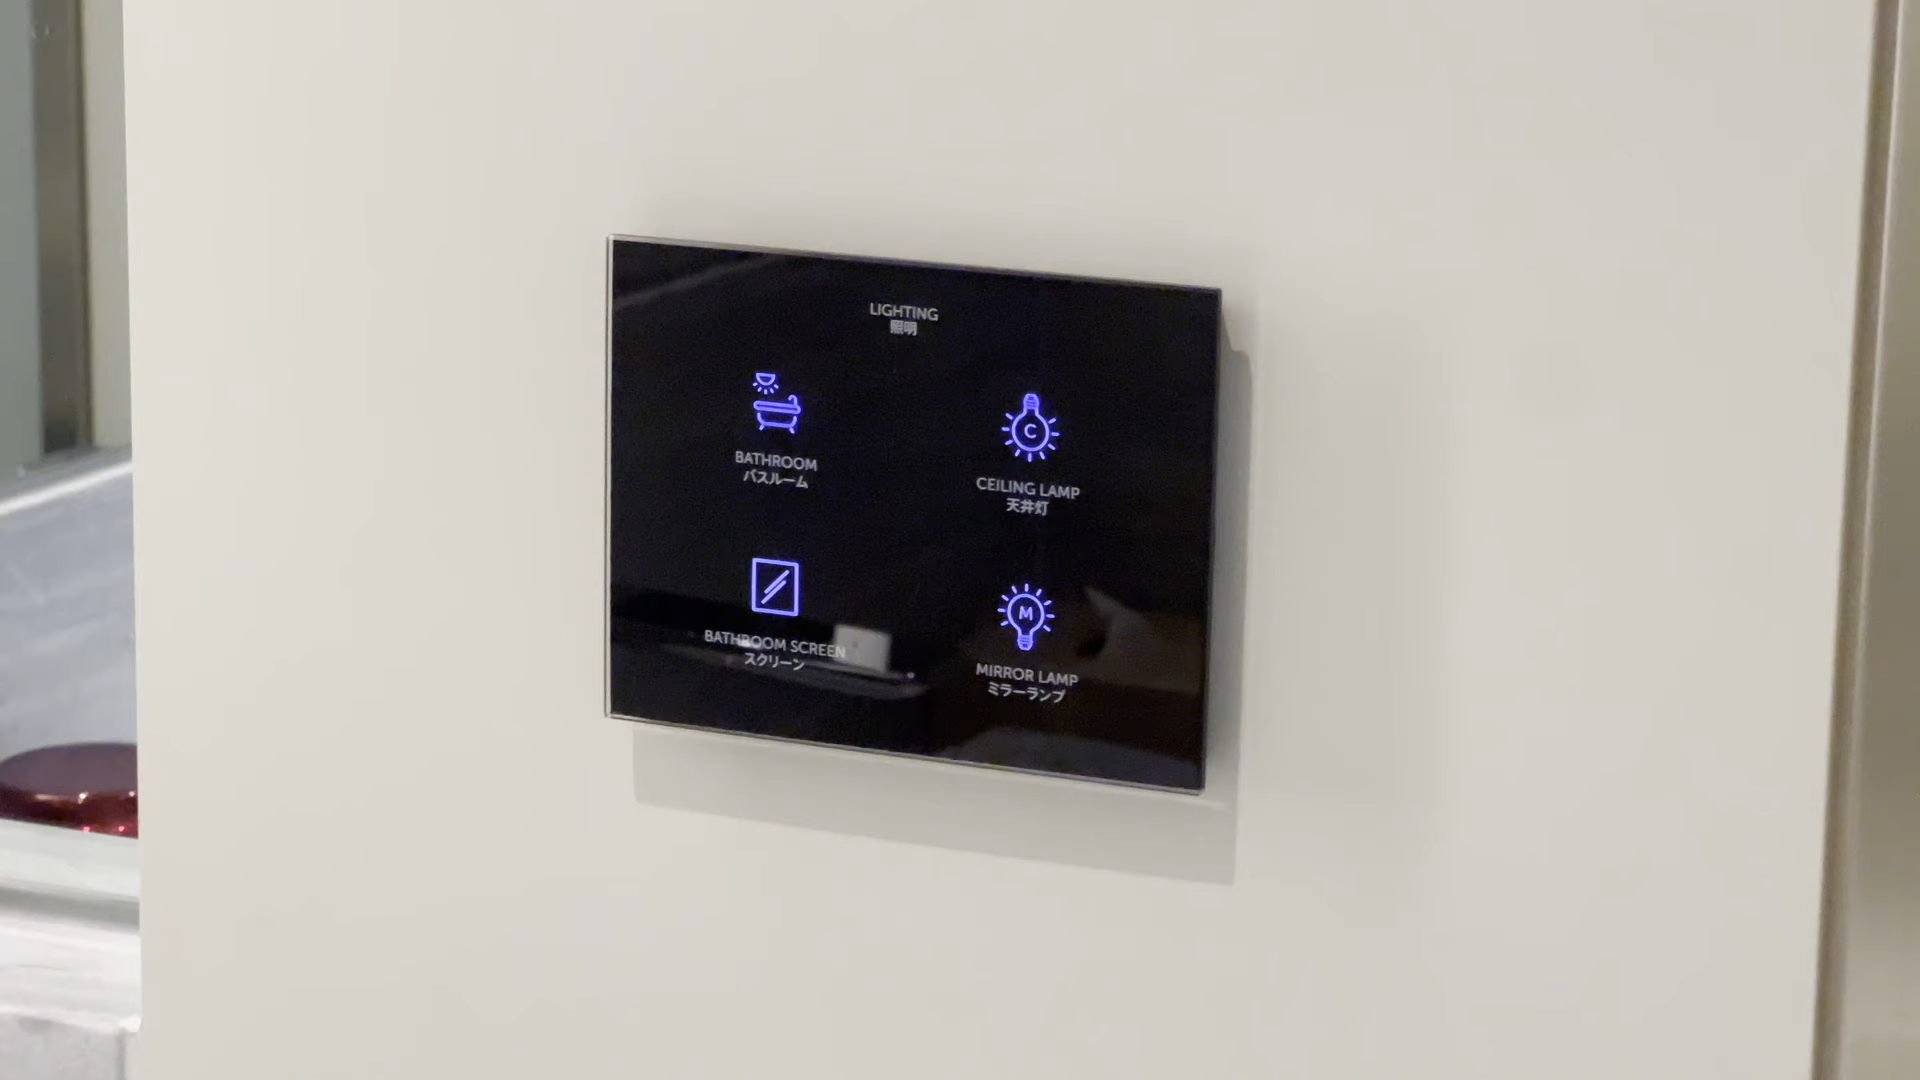 LIGHTING
照明
BATHROOM
バスルーム
C
CEILING LAMP
天井灯
BATHROOM SCREEN
スクリーン
M
MIRROR LAMP
ミラーランプ